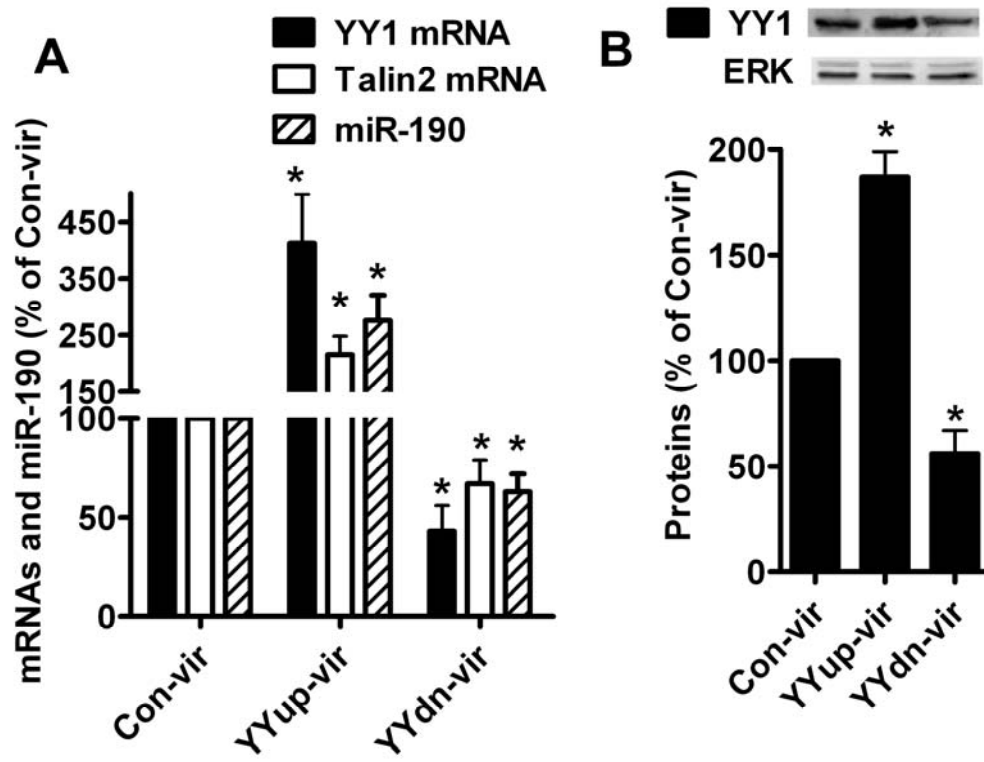 A
YY1 mRNA
Talin2 mRNA
miR-190
mRNAs and miR-190 (% of Con-vir)
450
350
250
150
100
50
0
*
*
*
*
*
*
Con-vir
YYup-vir
YYdn-vir
B
YY1
ERK
Proteins (% of Con-vir)
200
150
100
50
0
*
*
Con-vir
YYup-vir
YYdn-vir